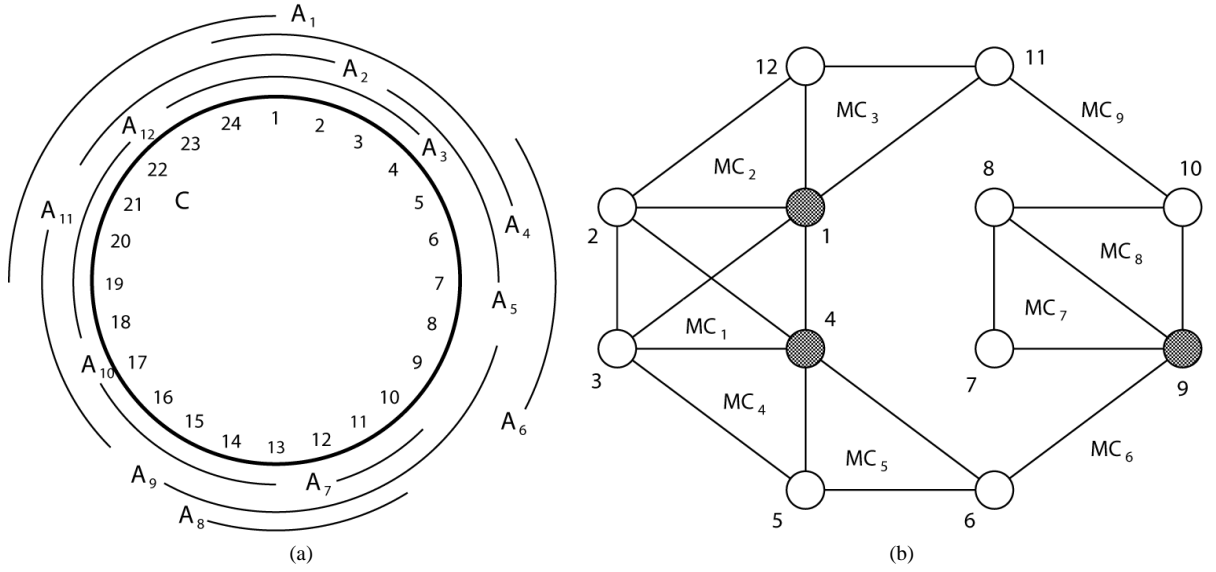 A1
A2
A3
A12
24 1 2
23 3
22 4
C
21 5
A11
20 6
A4
19 7
A5
18 8
A10
17 9
16 10
15 11
14 13 12
A6
A9
A7
A8
(a)
12
11
MC3
MC9
MC2
8
10
2
1
MC8
4
MC1
MC7
3
7
9
MC4
MC5
MC6
5
6
(b)